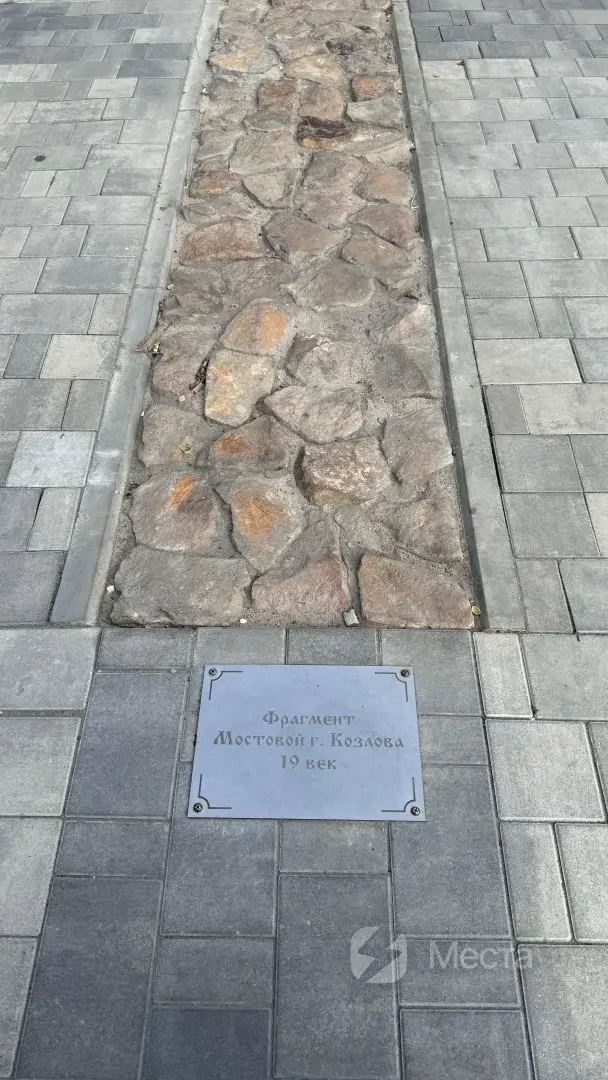 Фрагмент
Мостовой г. Козлова
19 век
Места